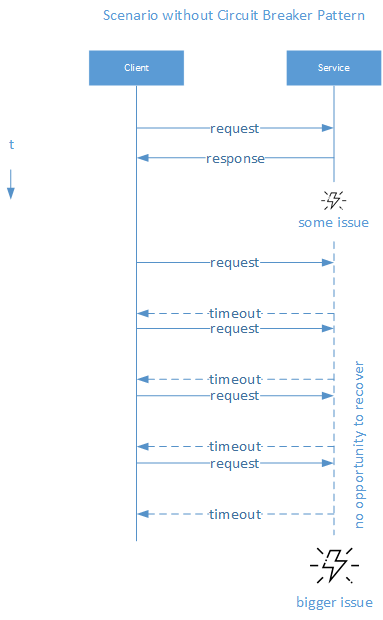 Scenario without Circuit Breaker Pattern
Client
Service
request
t
response
some issue
request
timeout
request
timeout
request
timeout
request
timeout
no opportunity to recover
bigger issue